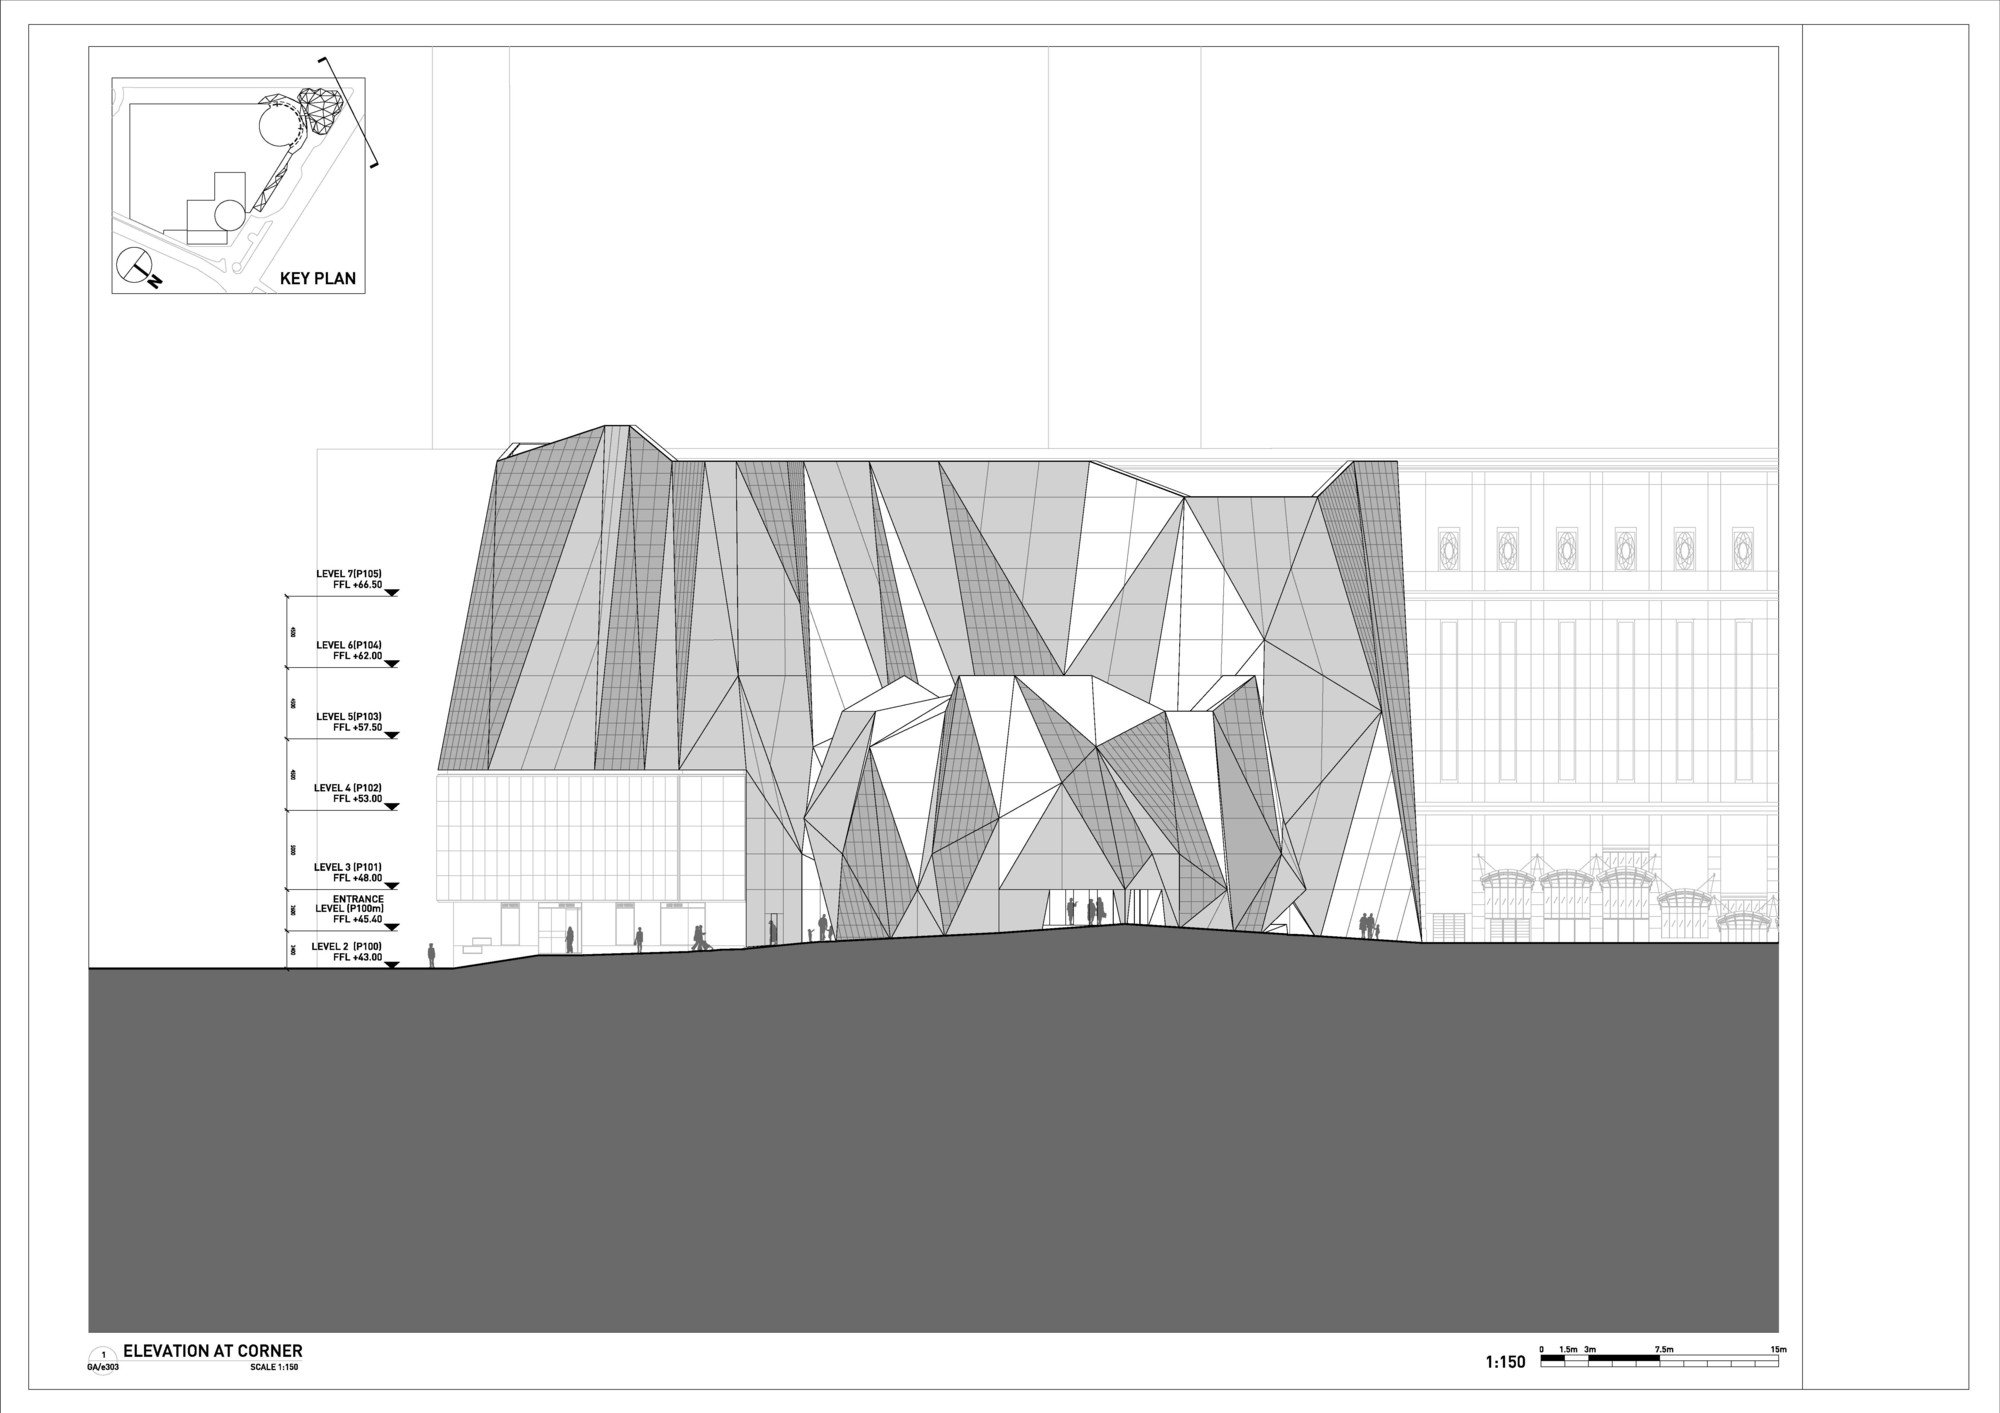 N
KEY PLAN
LEVEL 7(P105)
FFL +66.50
4500
LEVEL 6(P104)
FFL +62.00
4500
LEVEL 5(P103)
FFL +57.50
4500
LEVEL 4 (P102)
FFL +53.00
5000
LEVEL 3 (P101)
FFL +48.00
ENTRANCE
LEVEL (P100m)
FFL +45.40
2600
LEVEL 2 (P100)
FFL +43.00
2400
1
GA/e303
ELEVATION AT CORNER
SCALE 1:150
1:150
0 1.5m 3m 7.5m 15m